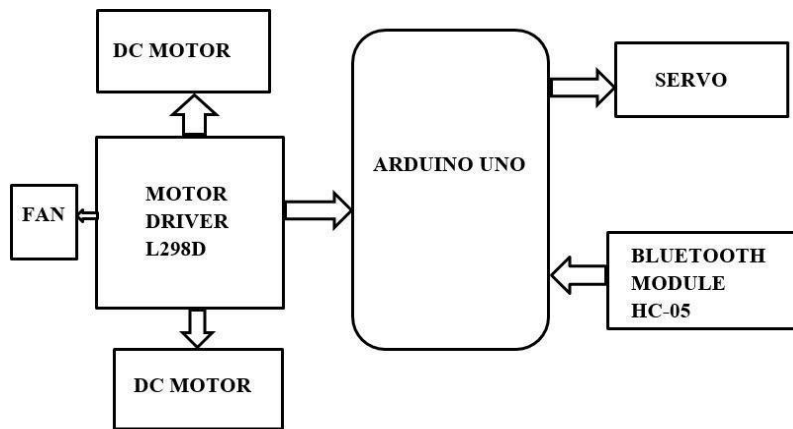 DC MOTOR
SERVO
ARDUINO UNO
FAN
MOTOR
DRIVER
L298D
BLUETOOTH
MODULE
HC-05
DC MOTOR